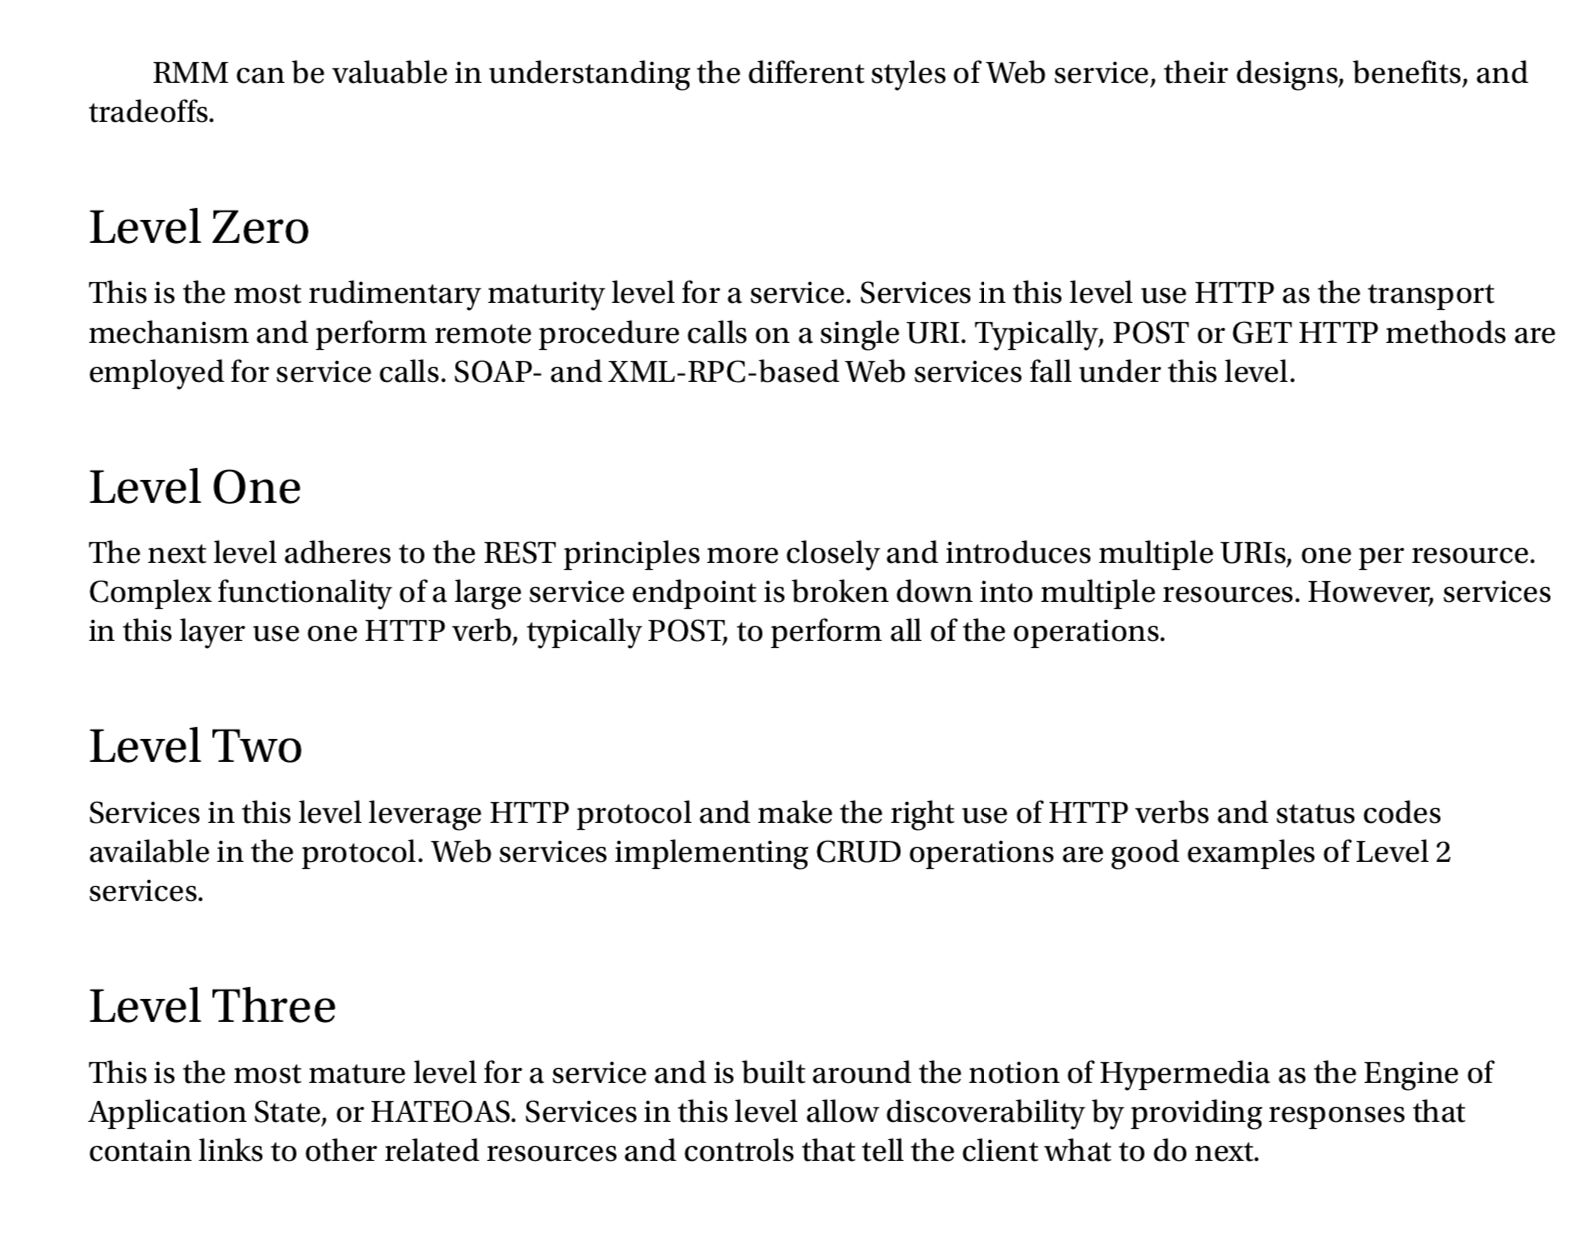 RMM can be valuable in understanding the different styles of Web service, their designs, benefits, and
tradeoffs.
Level Zero
This is the most rudimentary maturity level for a service. Services in this level use HTTP as the transport
mechanism and perform remote procedure calls on a single URI. Typically, POST or GET HTTP methods are
employed for service calls. SOAP- and XML-RPC-based Web services fall under this level.
Level One
The next level adheres to the REST principles more closely and introduces multiple URIs, one per resource.
Complex functionality of a large service endpoint is broken down into multiple resources. However, services
in this layer use one HTTP verb, typically POST, to perform all of the operations.
Level Two
Services in this level leverage HTTP protocol and make the right use of HTTP verbs and status codes
available in the protocol. Web services implementing CRUD operations are good examples of Level 2
services.
Level Three
This is the most mature level for a service and is built around the notion of Hypermedia as the Engine of
Application State, or HATEOAS. Services in this level allow discoverability by providing responses that
contain links to other related resources and controls that tell the client what to do next.